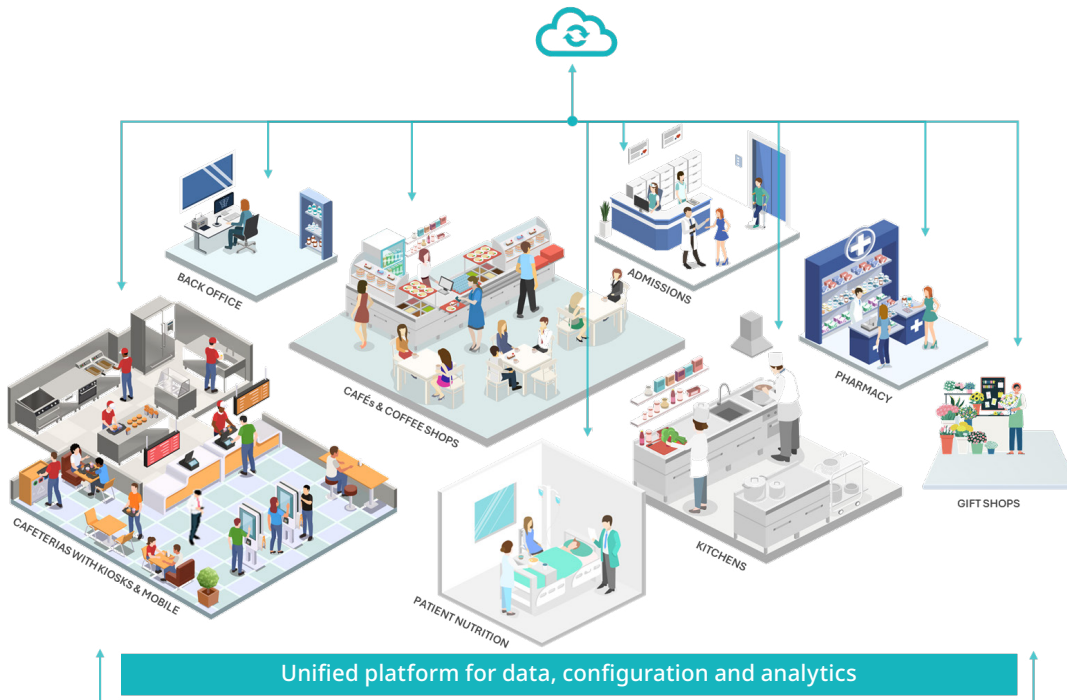 BACK OFFICE
ADMISSIONS
CAFÉs & COFFEE SHOPS
PHARMACY
GIFT SHOPS
CAFETERIAS WITH KIOSKS & MOBILE
KITCHENS
PATIENT NUTRITION
Unified platform for data, configuration and analytics